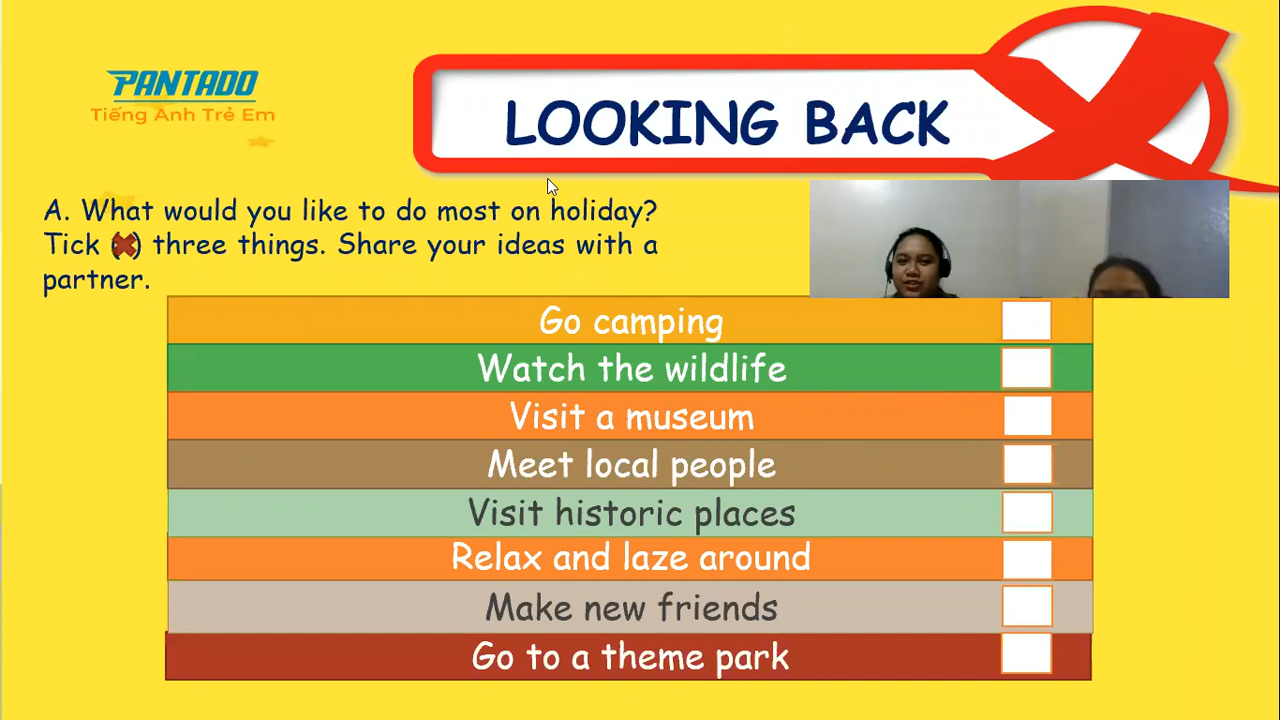 PANTADO
Tiếng Anh Trẻ Em
LOOKING BACK
A. What would you like to do most on holiday?
Tick (❌) three things. Share your ideas with a
partner.
Go camping
Watch the wildlife
Visit a museum
Meet local people
Visit historic places
Relax and laze around
Make new friends
Go to a theme park